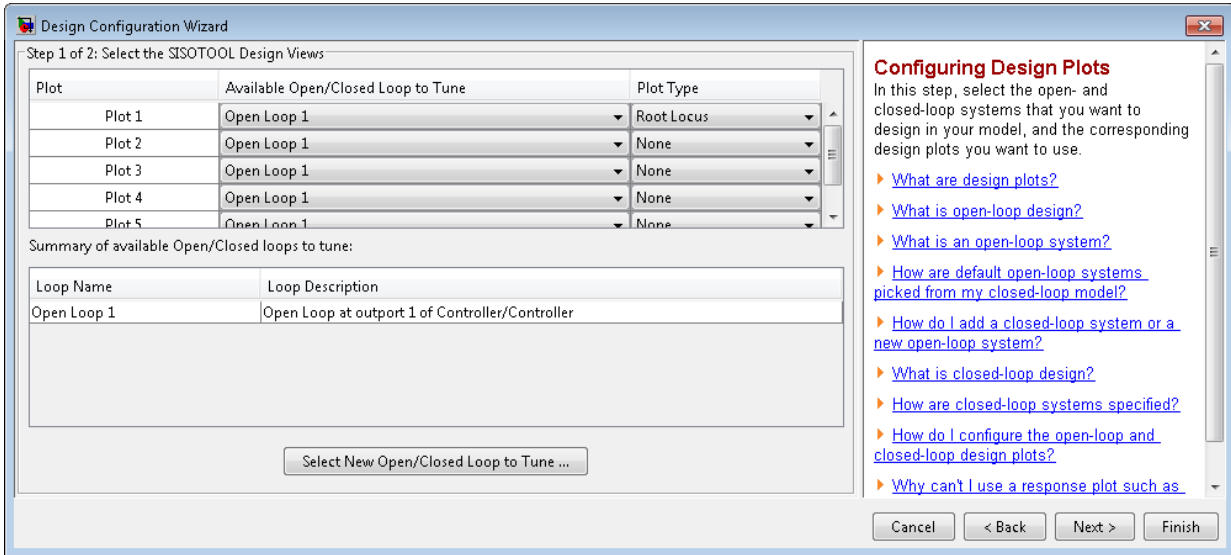 Design Configuration Wizard
Step 1 of 2: Select the SISOTOOL Design Views
Plot Available Open/Closed Loop to Tune Plot Type
Plot 1 Open Loop 1 Root Locus
Plot 2 Open Loop 1 None
Plot 3 Open Loop 1 None
Plot 4 Open Loop 1 None
Plot 5 Open Loop 1 None
Summary of available Open/Closed loops to tune:
Loop Name Loop Description
Open Loop 1 Open Loop at outport 1 of Controller/Controller
Select New Open/Closed Loop to Tune ...
Configuring Design Plots
In this step, select the open- and
closed-loop systems that you want to
design in your model, and the corresponding
design plots you want to use.
What are design plots?
What is open-loop design?
What is an open-loop system?
How are default open-loop systems
picked from my closed-loop model?
How do I add a closed-loop system or a
new open-loop system?
What is closed-loop design?
How are closed-loop systems specified?
How do I configure the open-loop and
closed-loop design plots?
Why can't I use a response plot such as
Cancel < Back Next > Finish